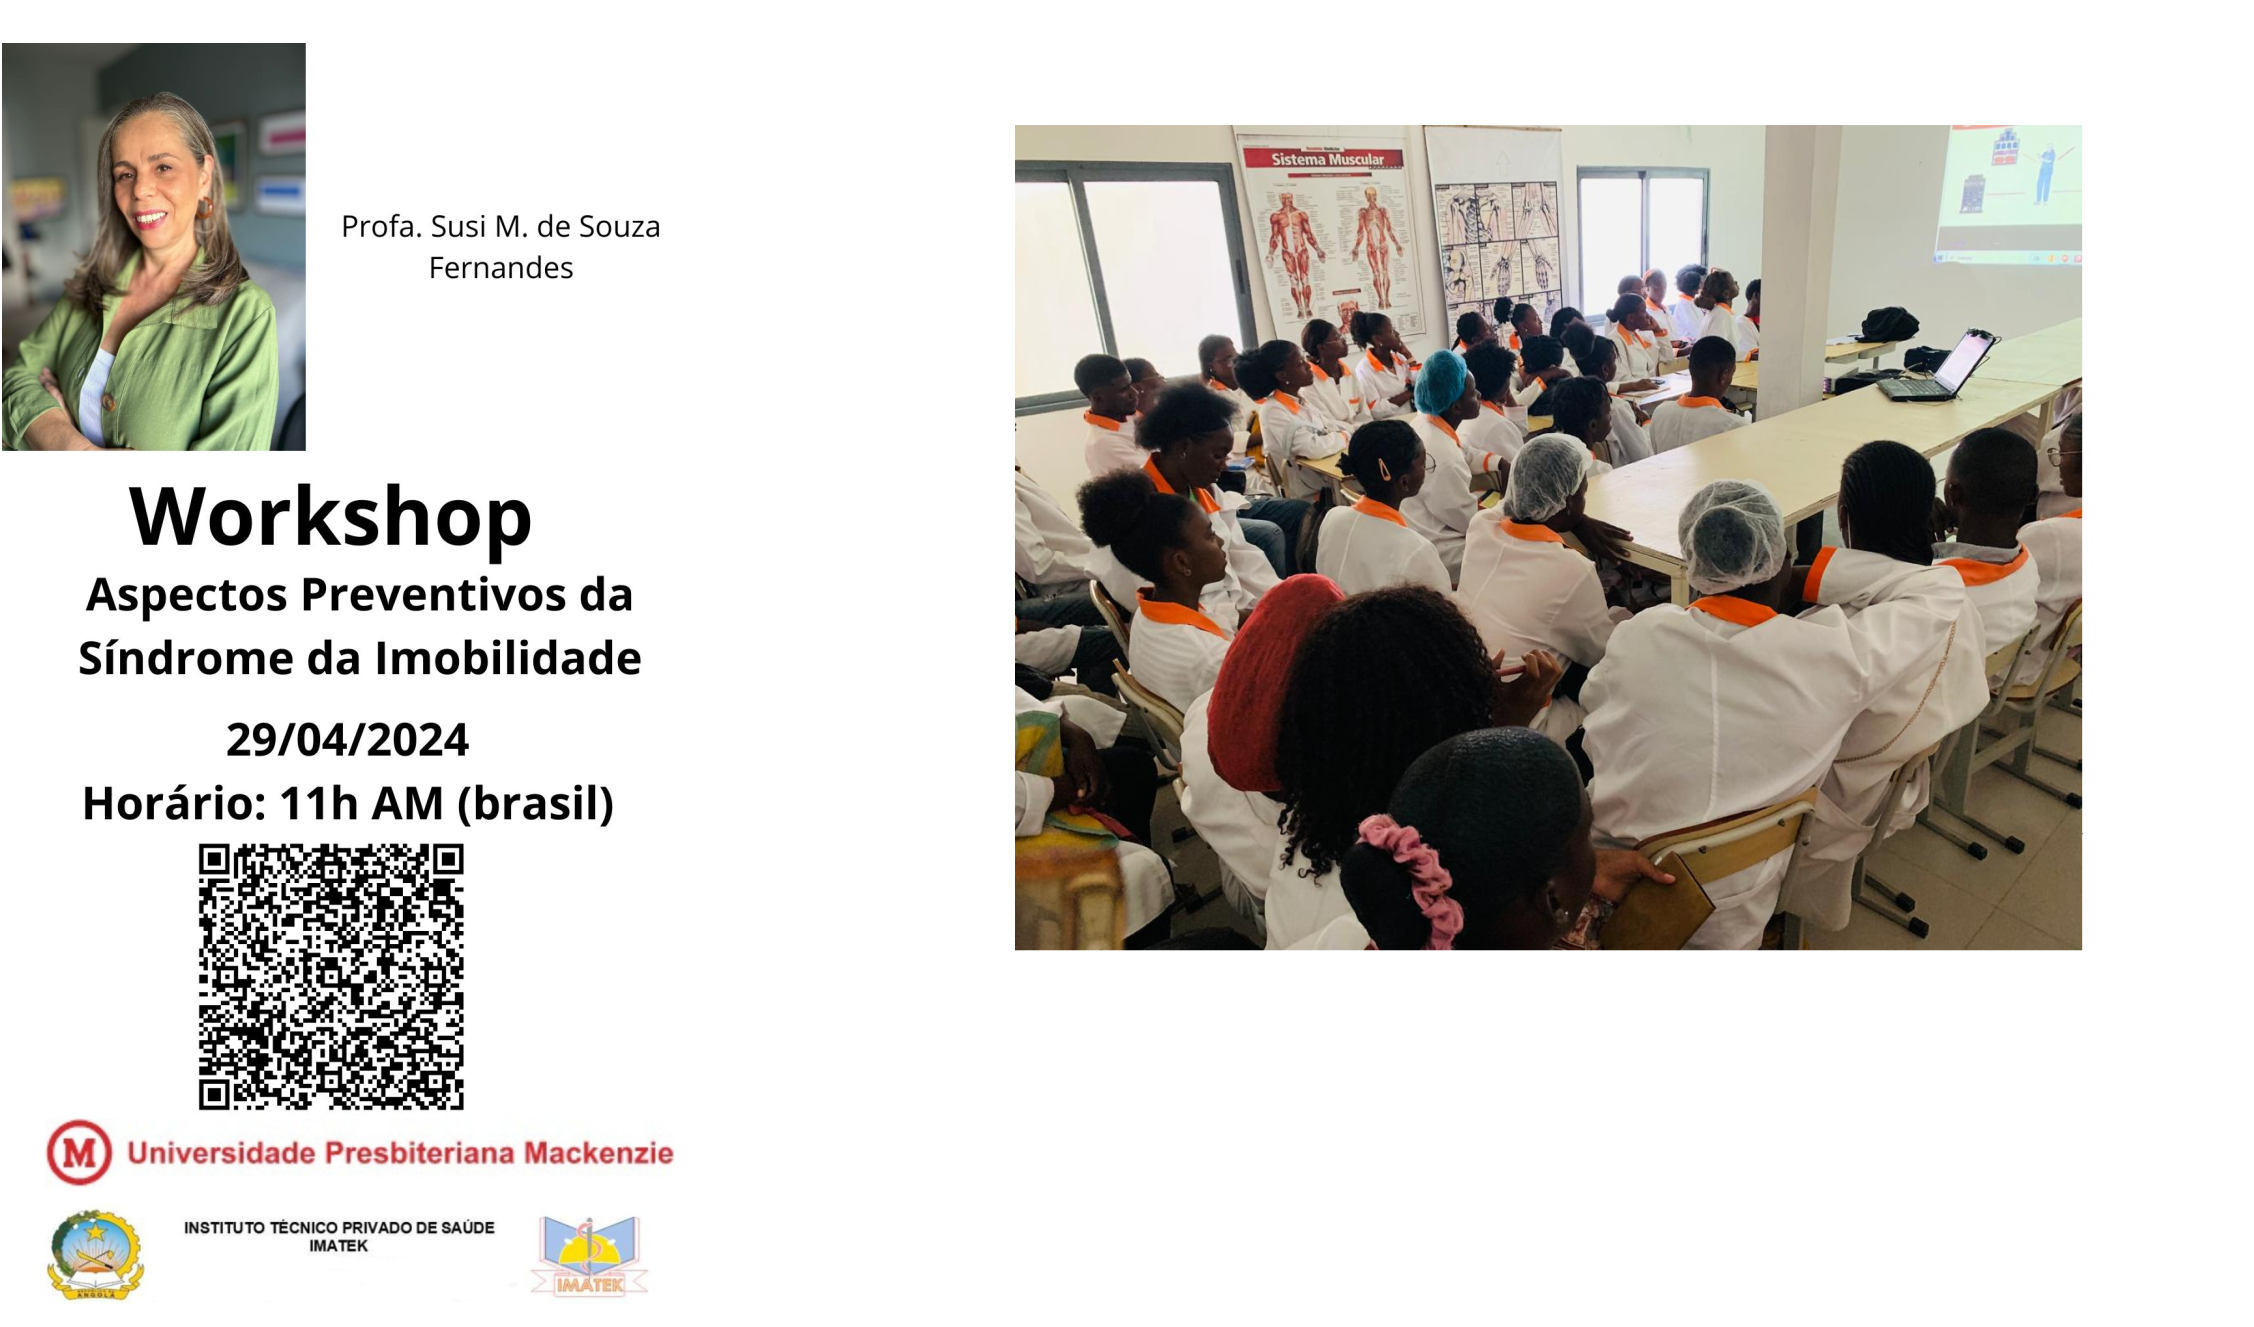 Profa. Susi M. de Souza
Fernandes
Workshop
Aspectos Preventivos da
Síndrome da Imobilidade
29/04/2024
Horário: 11h AM (brasil)
M Universidade Presbiteriana Mackenzie
INSTITUTO TÉCNICO PRIVADO DE SAÚDE
IMATEK
ANGOLA
IMATEK
Sistema Muscular